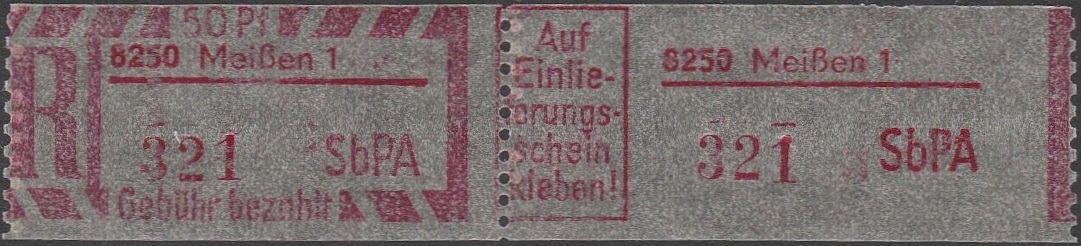 50 Pf
R
8250 Meißen 1
321 SbPA
Gebühr bezahlt
Auf
Einlie-
ferungs-
schein
kleben!
8250 Meißen 1
321 SbPA